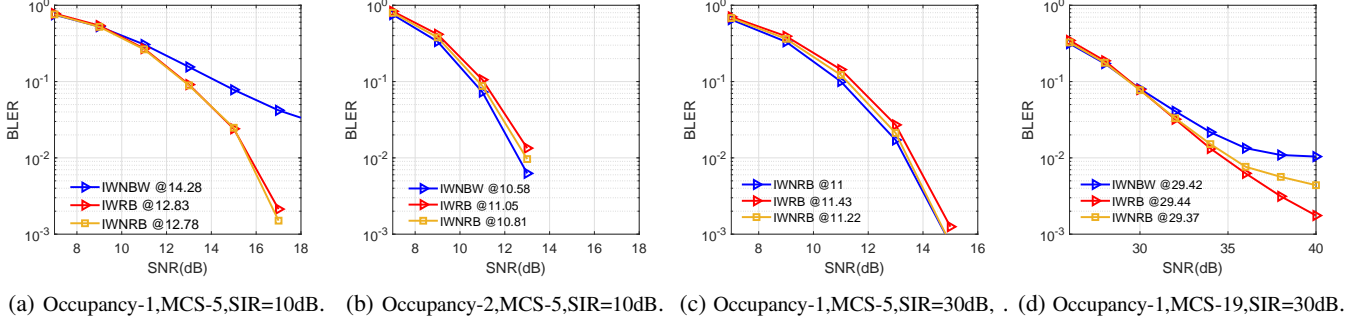 10^0
10^-1
10^-2
10^-3
BLER
8 10 12 14 16 18
SNR(dB)
IWNBW @14.28
IWRB @12.83
IWNRB @12.78
10^0
10^-1
10^-2
10^-3
BLER
8 10 12 14 16 18
SNR(dB)
IWNBW @10.58
IWRB @11.05
IWNRB @10.81
10^0
10^-1
10^-2
10^-3
BLER
8 10 12 14 16
SNR(dB)
IWNRB @11
IWRB @11.43
IWNRB @11.22
10^0
10^-1
10^-2
10^-3
BLER
30 35 40
SNR(dB)
IWNBW @29.42
IWRB @29.44
IWNRB @29.37
(a) Occupancy-1,MCS-5,SIR=10dB. (b) Occupancy-2,MCS-5,SIR=10dB. (c) Occupancy-1,MCS-5,SIR=30dB, . (d) Occupancy-1,MCS-19,SIR=30dB.